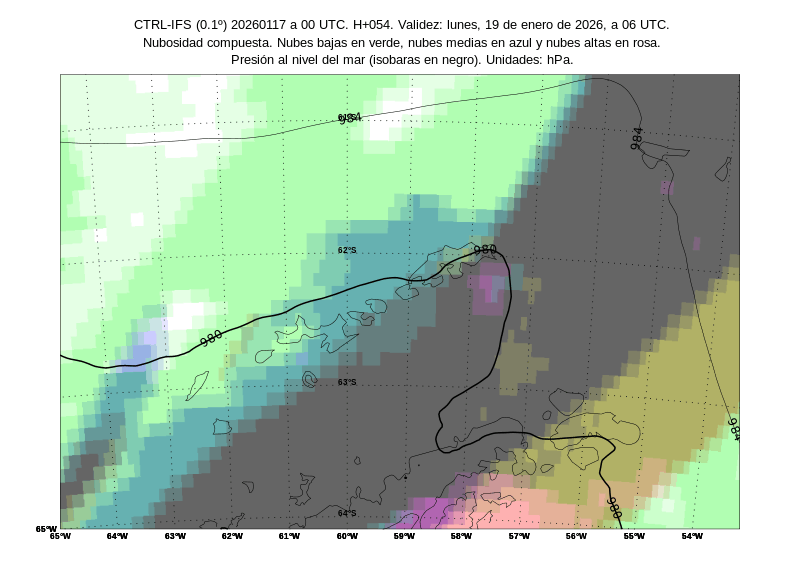 CTRL-IFS (0.1º) 20260117 a 00 UTC. H+054. Validez: lunes, 19 de enero de 2026, a 06 UTC.
Nubosidad compuesta. Nubes bajas en verde, nubes medias en azul y nubes altas en rosa.
Presión al nivel del mar (isobaras en negro). Unidades: hPa.
61°S
984
984
62°S
980
980
63°S
984
980
64°S
65°W
65°W 64°W 63°W 62°W 61°W 60°W 59°W 58°W 57°W 56°W 55°W 54°W